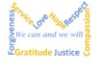 Forgiveness
Service
Love
Hope
Respect
Compassion
We can and we will
Gratitude Justice